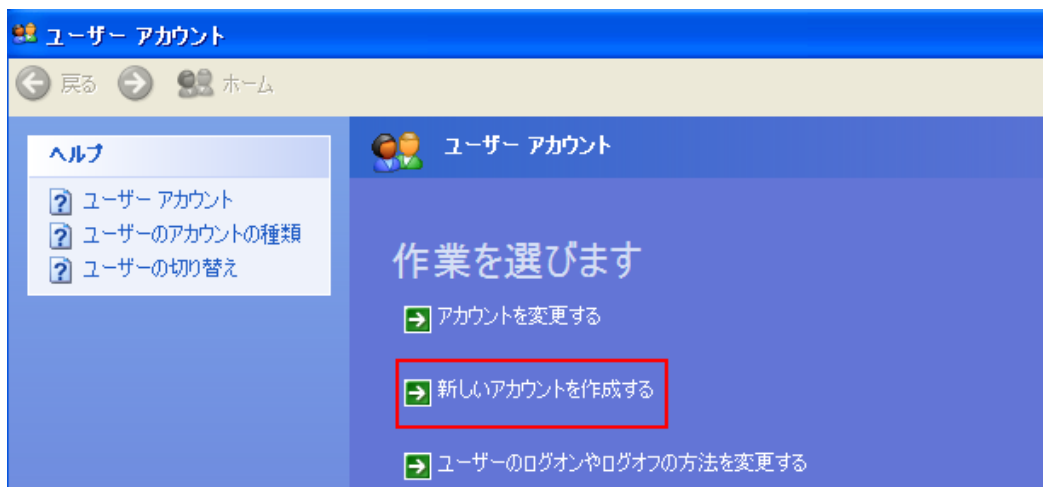 ユーザー アカウント
戻る ホーム
ヘルプ
ユーザー アカウント
ユーザーのアカウントの種類
ユーザーの切り替え
ユーザー アカウント
作業を選びます
アカウントを変更する
新しいアカウントを作成する
ユーザーのログオンやログオフの方法を変更する